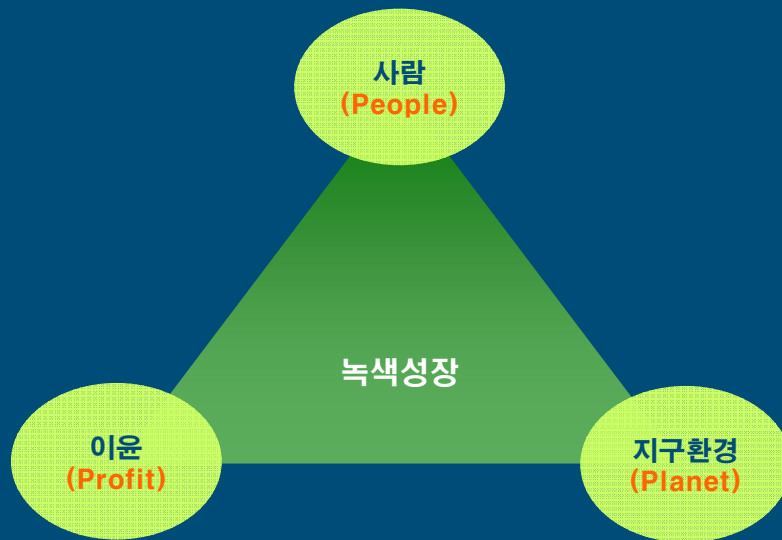 사람
(People)
녹색성장
이윤
(Profit)
지구환경
(Planet)